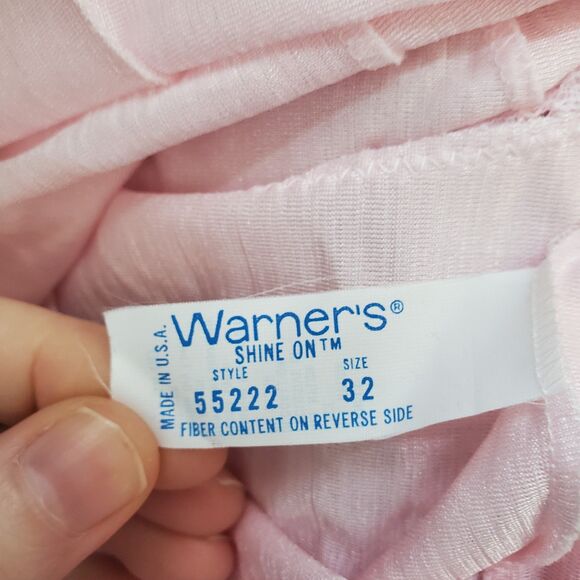 MADE IN U.S.A.
Warner's®
SHINE ON™
STYLE SIZE
55222 32
FIBER CONTENT ON REVERSE SIDE